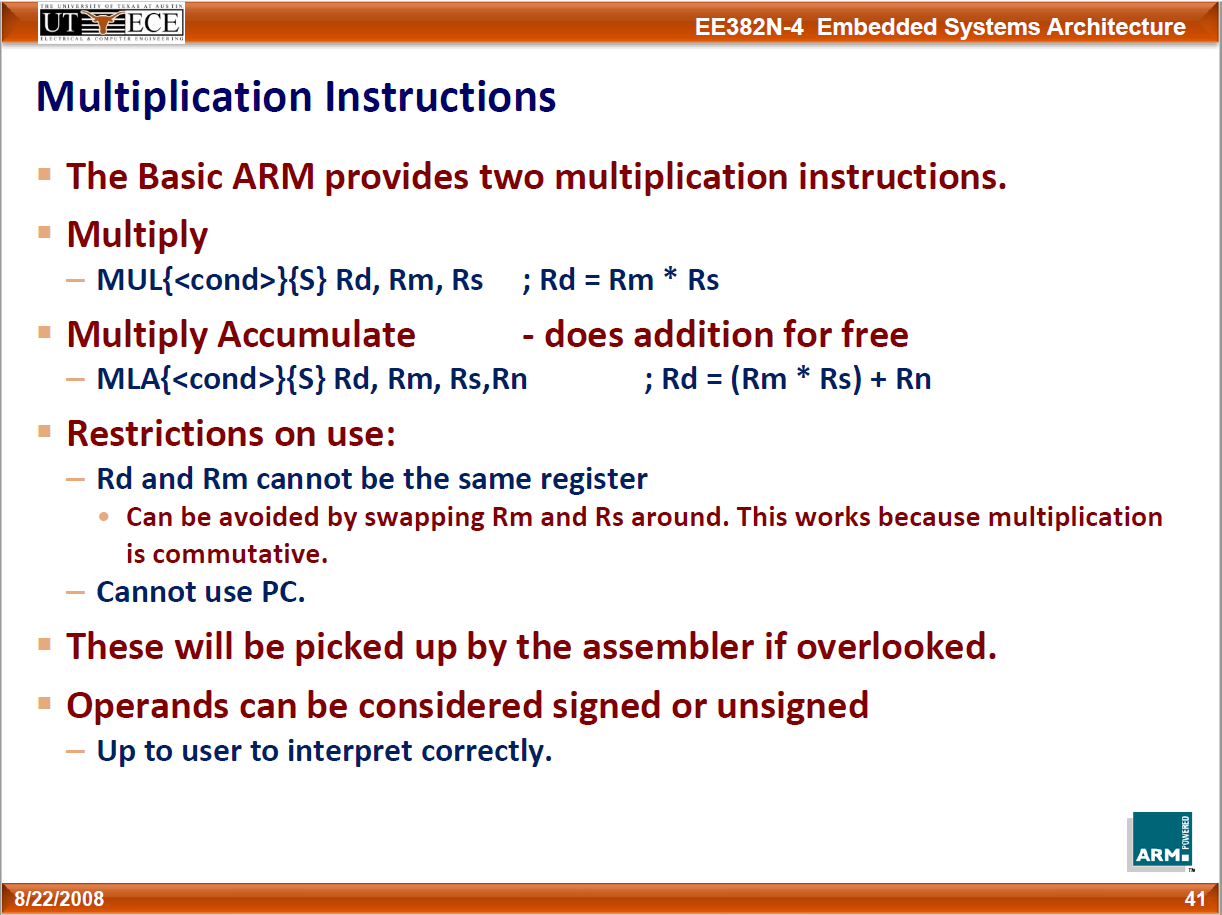 THE UNIVERSITY OF TEXAS AT AUSTIN
UT ECE
ELECTRICAL & COMPUTER ENGINEERING
EE382N-4 Embedded Systems Architecture
Multiplication Instructions
The Basic ARM provides two multiplication instructions.
Multiply
– MUL{<cond>}{S} Rd, Rm, Rs ; Rd = Rm * Rs
Multiply Accumulate - does addition for free
– MLA{<cond>}{S} Rd, Rm, Rs,Rn ; Rd = (Rm * Rs) + Rn
Restrictions on use:
– Rd and Rm cannot be the same register
• Can be avoided by swapping Rm and Rs around. This works because multiplication
is commutative.
– Cannot use PC.
These will be picked up by the assembler if overlooked.
Operands can be considered signed or unsigned
– Up to user to interpret correctly.
ARM POWERED
TM
8/22/2008
41